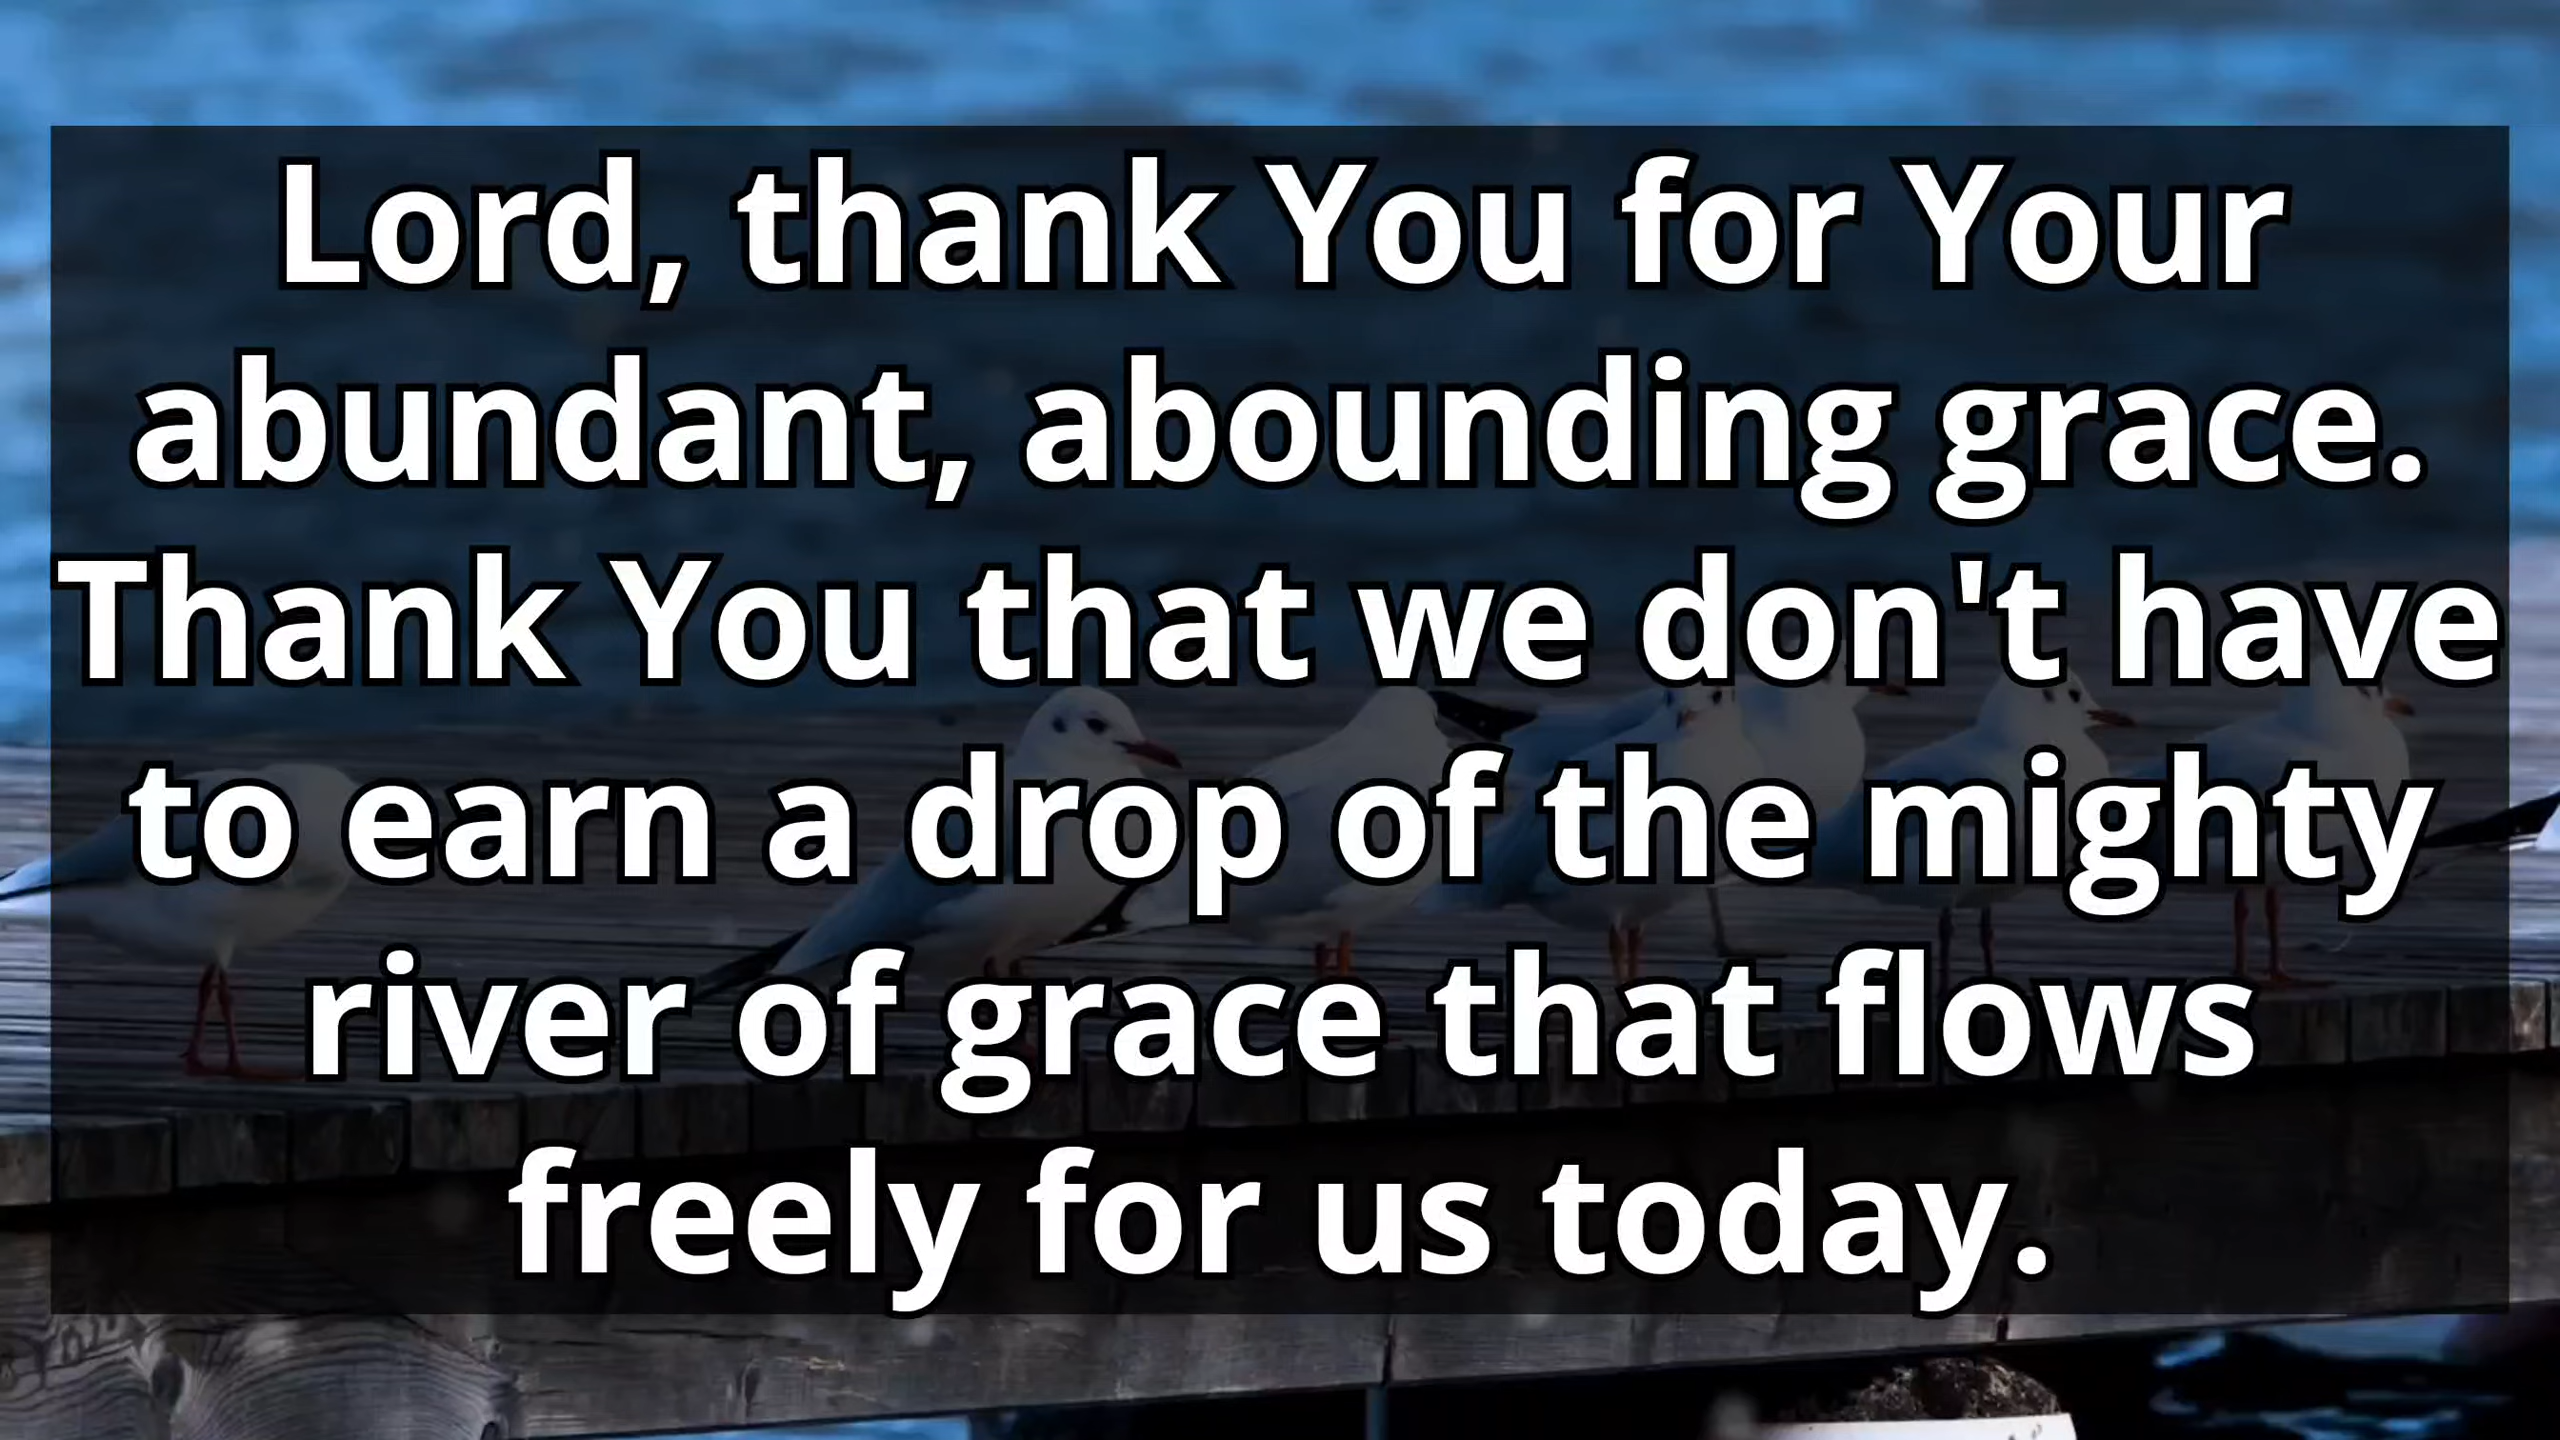 Lord, thank You for Your
abundant, abounding grace.
Thank You that we don't have
to earn a drop of the mighty
river of grace that flows
freely for us today.